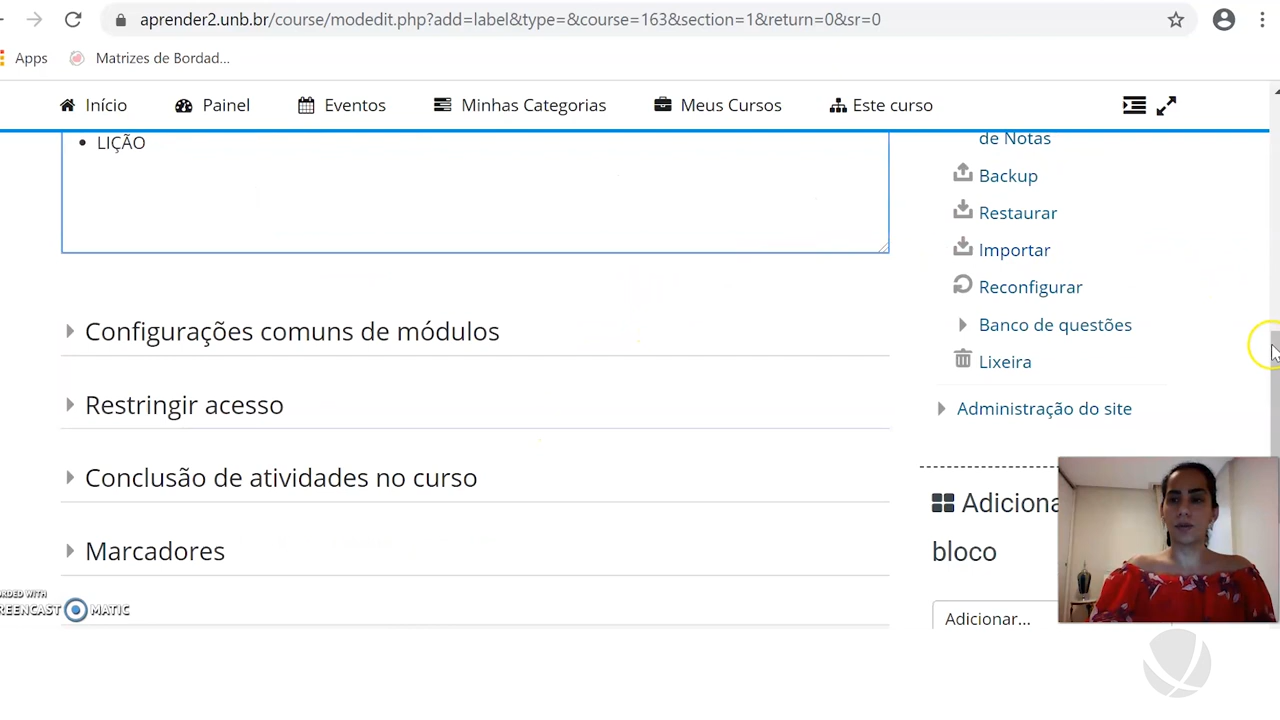 aprender2.unb.br/course/modedit.php?add=label&type=&course=163&section=1&return=0&sr=0
Apps
Matrizes de Bordad...
Início
Painel
Eventos
Minhas Categorias
Meus Cursos
Este curso
LIÇÃO
Configurações comuns de módulos
Restringir acesso
Conclusão de atividades no curso
Marcadores
de Notas
Backup
Restaurar
Importar
Reconfigurar
Banco de questões
Lixeira
Administração do site
Adiciona
bloco
Adicionar...
ORDED WITH
REENCAST MATIC